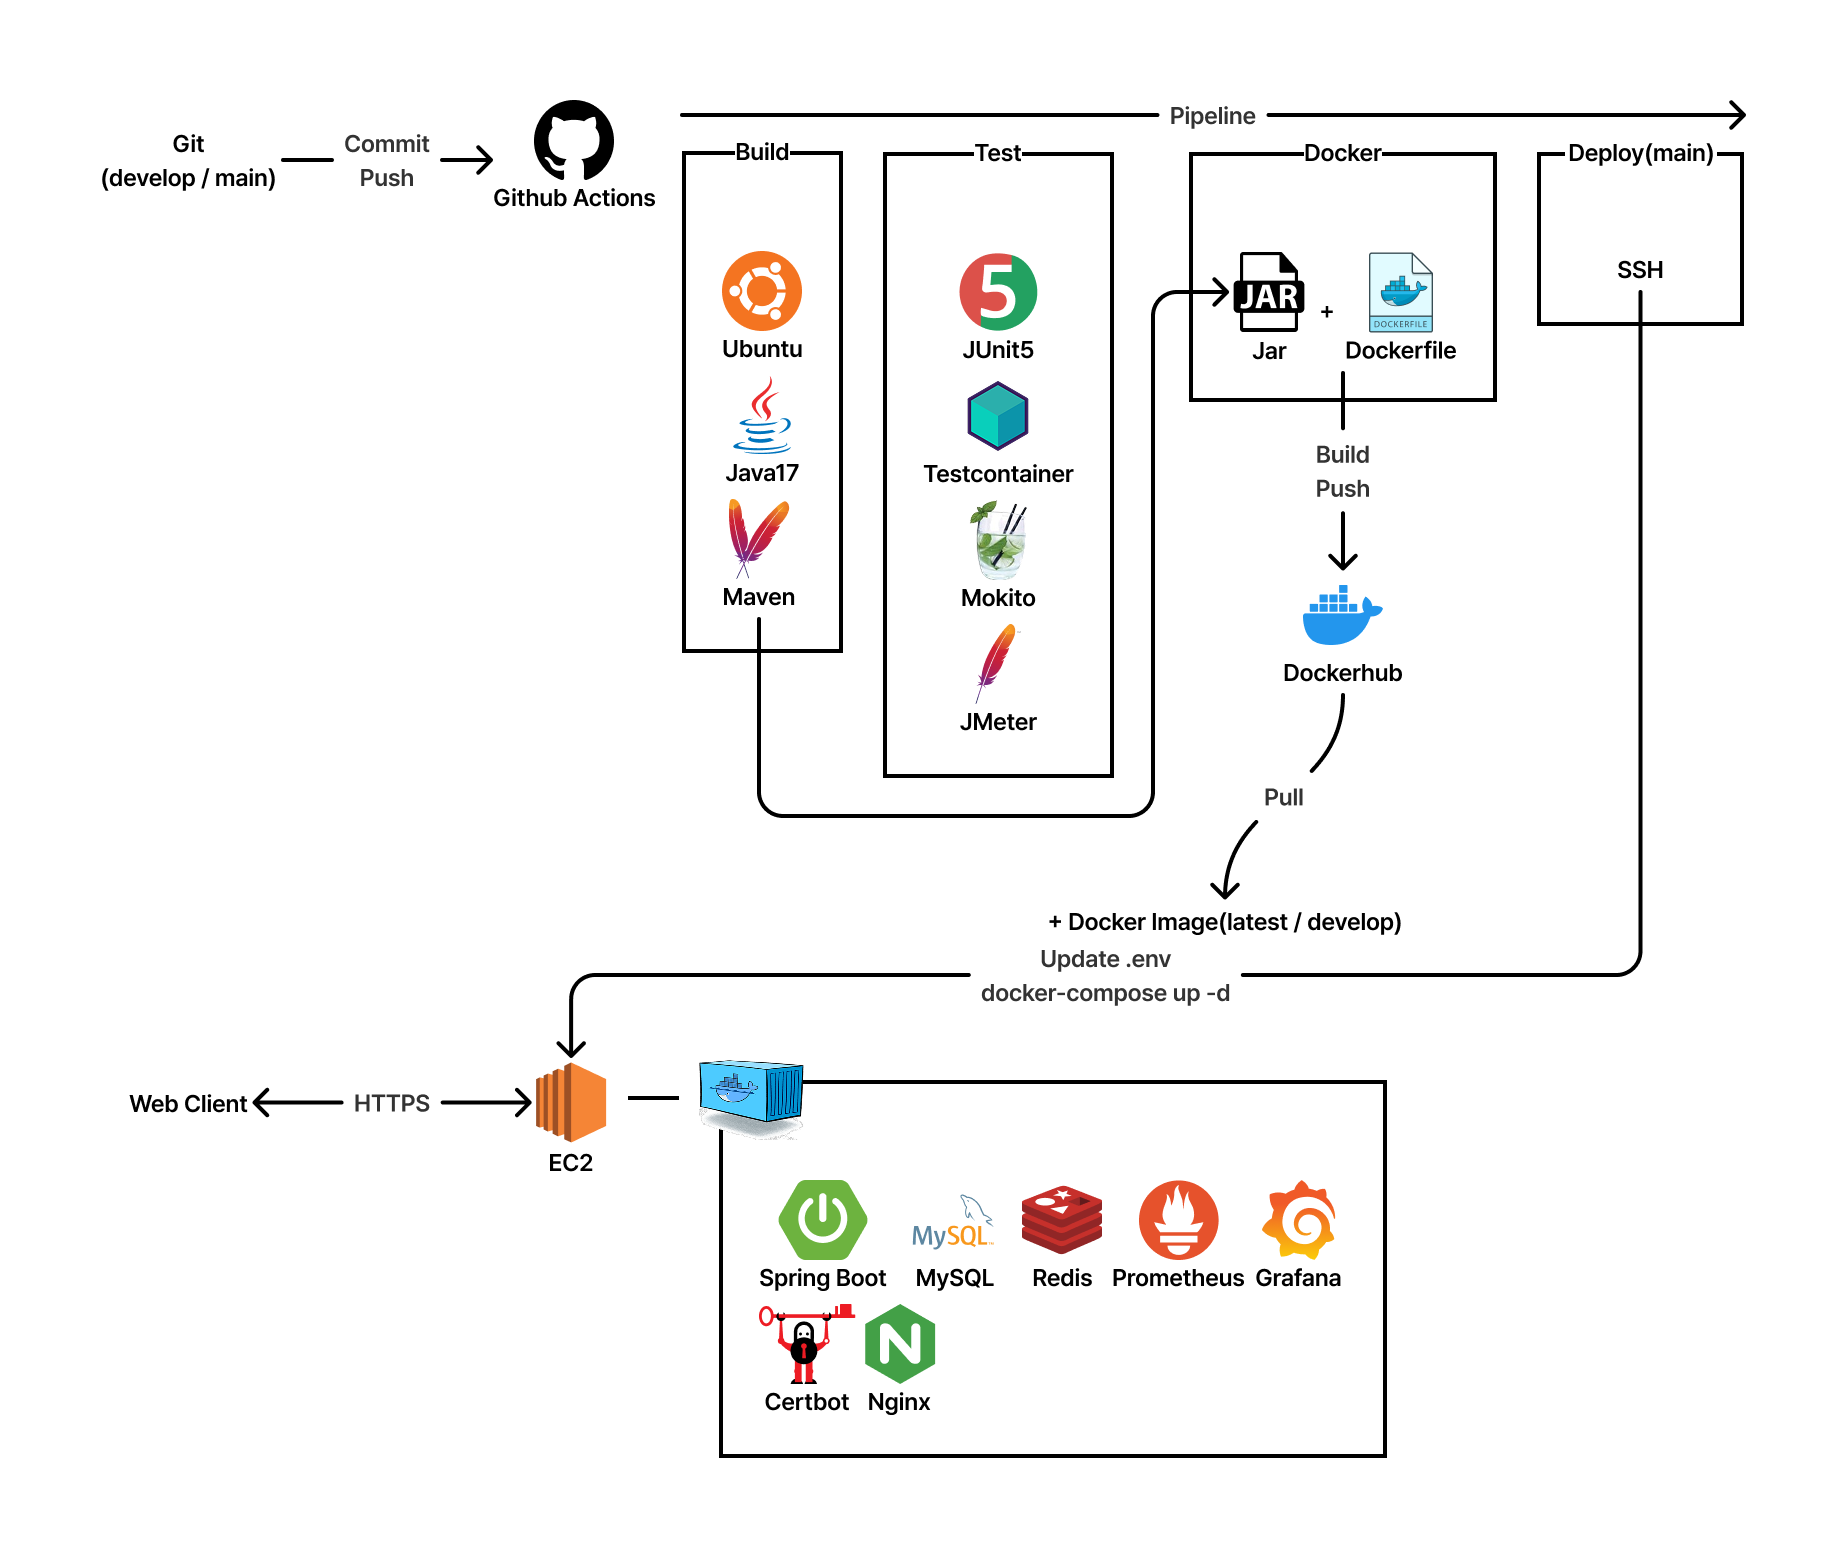 Git
(develop / main)
Commit
Push
Github Actions
Pipeline
Build
Ubuntu
Java17
Maven
Test
5
JUnit5
Testcontainer
Mokito
JMeter
Docker
JAR
Jar
+
DOCKERFILE
Dockerfile
Build
Push
Dockerhub
Pull
Deploy(main)
SSH
+ Docker Image(latest / develop)
Update .env
docker-compose up -d
Web Client
HTTPS
EC2
Spring Boot
MySQL
MySQL
Redis
Prometheus
Grafana
Certbot
N
Nginx